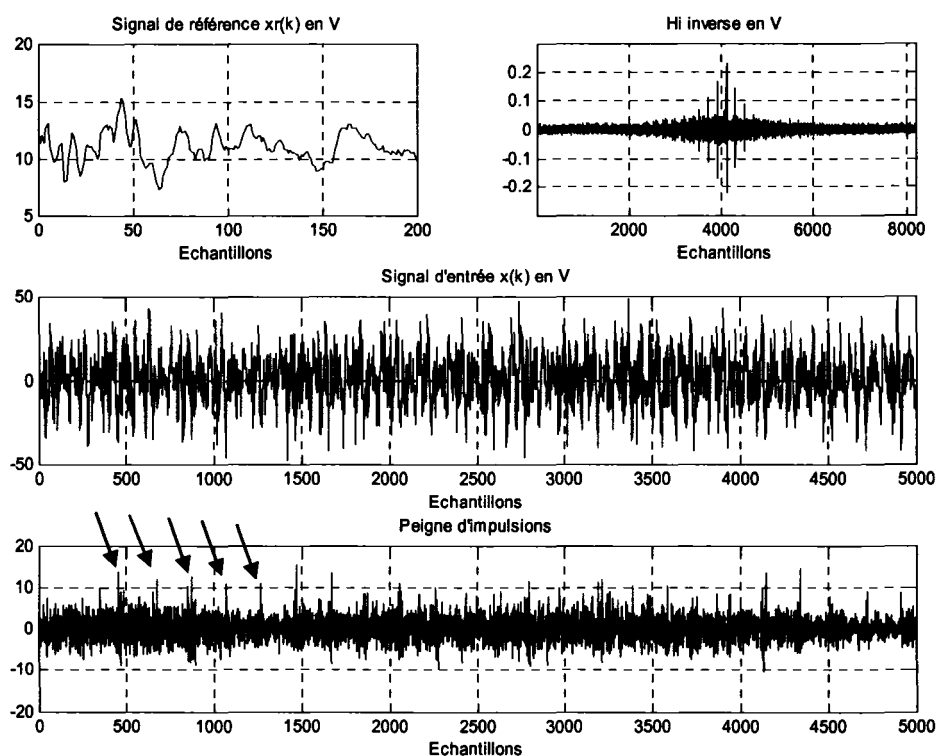 Signal de référence xr(k) en V
20
15
10
5
0 50 100 150 200
Echantillons
Hi inverse en V
0.2
0.1
0
-0.1
-0.2
2000 4000 6000 8000
Echantillons
Signal d'entrée x(k) en V
50
0
-50
0 500 1000 1500 2000 2500 3000 3500 4000 4500 5000
Echantillons
Peigne d'impulsions
20
10
0
-10
-20
0 500 1000 1500 2000 2500 3000 3500 4000 4500 5000
Echantillons